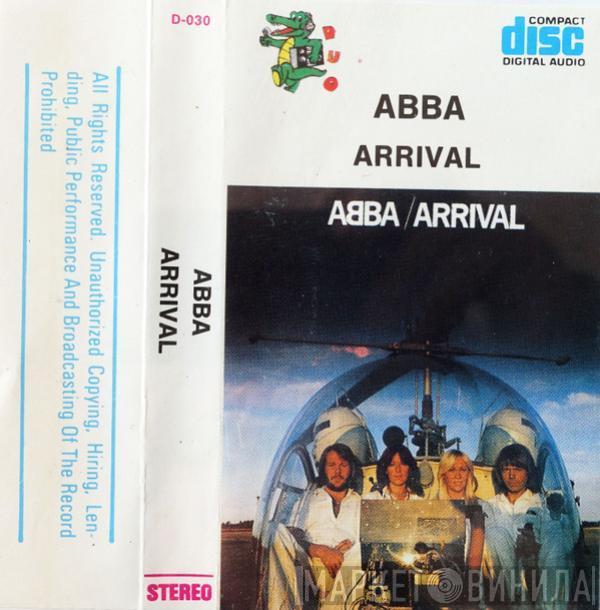 D-030
DUO
COMPACT
disc
DIGITAL AUDIO
ABBA
ARRIVAL
ABBA/ARRIVAL
ABBA
ARRIVAL
STEREO
All Rights Reserved. Unauthorized Copying, Hiring, Len-
ding, Public Performance And Broadcasting Of The Record
Prohibited
МАРКЕТ ВИНИЛА